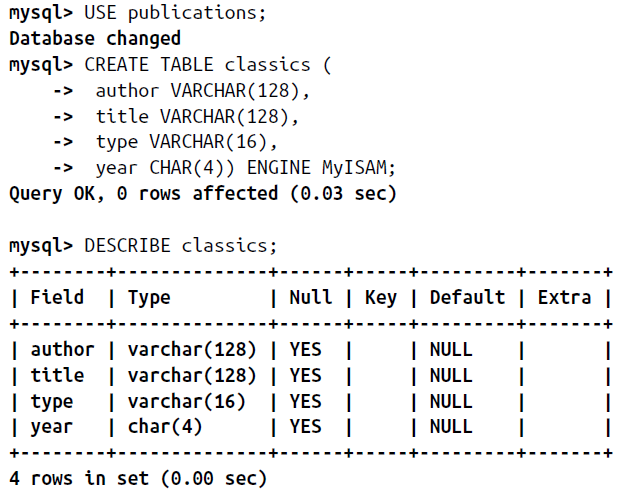 mysql> USE publications;
Database changed
mysql> CREATE TABLE classics (
    ->  author VARCHAR(128),
    ->  title VARCHAR(128),
    ->  type VARCHAR(16),
    ->  year CHAR(4)) ENGINE MyISAM;
Query OK, 0 rows affected (0.03 sec)

mysql> DESCRIBE classics;
+--------+--------------+------+-----+---------+-------+
| Field  | Type         | Null | Key | Default | Extra |
+--------+--------------+------+-----+---------+-------+
| author | varchar(128) | YES  |     | NULL    |       |
| title  | varchar(128) | YES  |     | NULL    |       |
| type   | varchar(16)  | YES  |     | NULL    |       |
| year   | char(4)      | YES  |     | NULL    |       |
+--------+--------------+------+-----+---------+-------+
4 rows in set (0.00 sec)